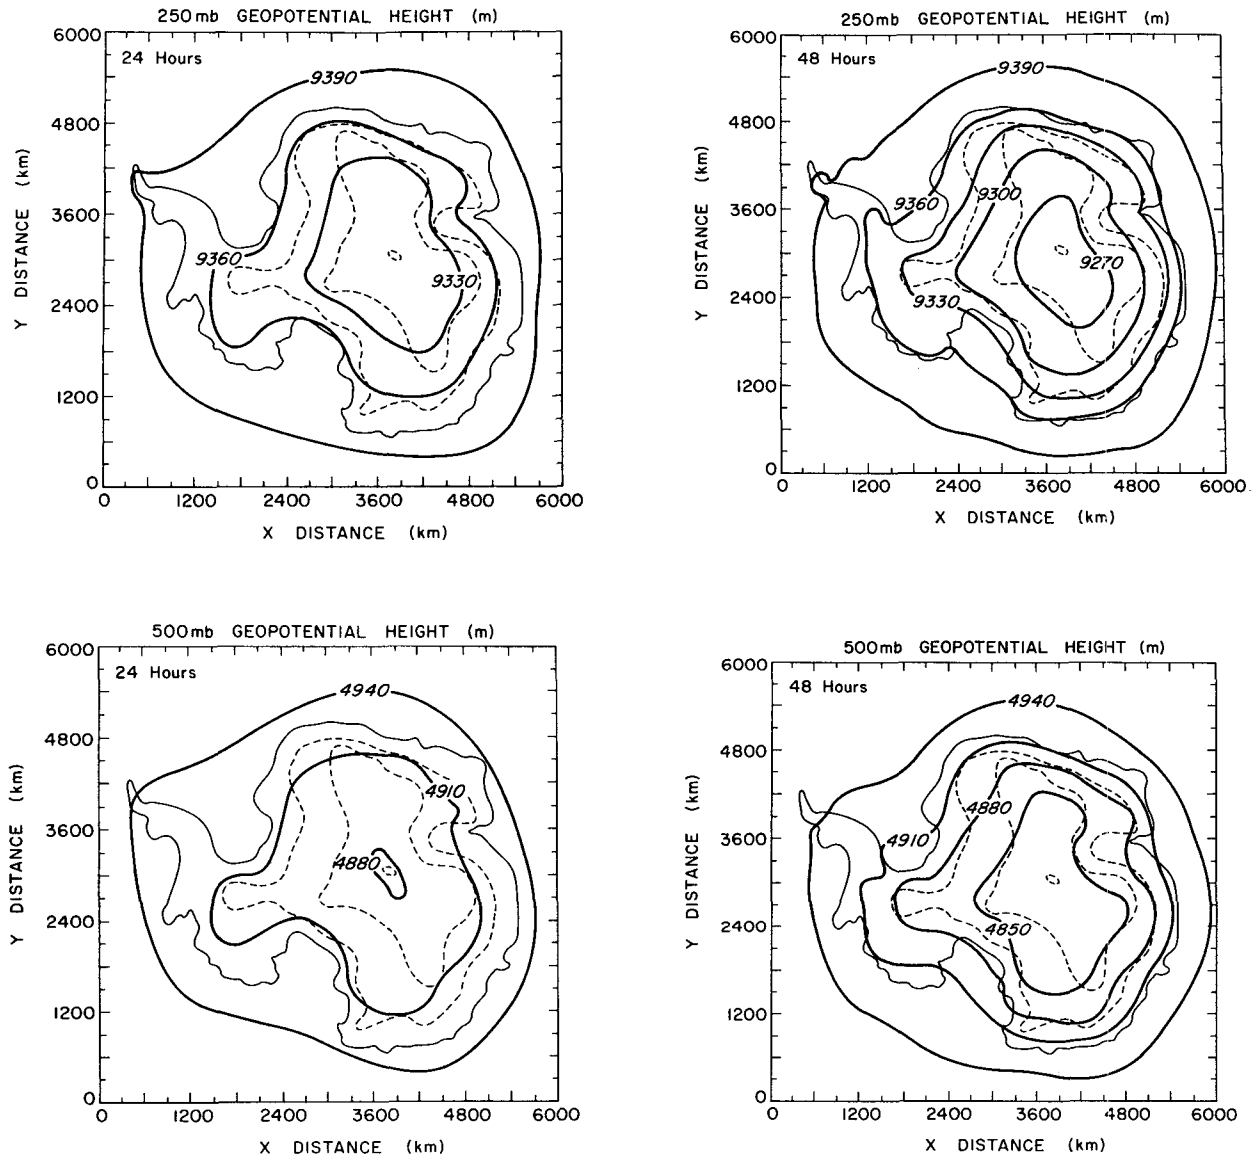 250mb GEOPOTENTIAL HEIGHT (m)
24 Hours
6000
4800
3600
2400
1200
0
Y DISTANCE (km)
9390
9360
9330
0 1200 2400 3600 4800 6000
X DISTANCE (km)
250mb GEOPOTENTIAL HEIGHT (m)
48 Hours
6000
4800
3600
2400
1200
0
Y DISTANCE (km)
9390
9300
9360
9270
9330
0 1200 2400 3600 4800 6000
X DISTANCE (km)
500mb GEOPOTENTIAL HEIGHT (m)
24 Hours
6000
4800
3600
2400
1200
0
Y DISTANCE (km)
4940
4910
4880
0 1200 2400 3600 4800 6000
X DISTANCE (km)
500mb GEOPOTENTIAL HEIGHT (m)
48 Hours
6000
4800
3600
2400
1200
0
Y DISTANCE (km)
4940
4880
4910
4850
0 1200 2400 3600 4800 6000
X DISTANCE (km)